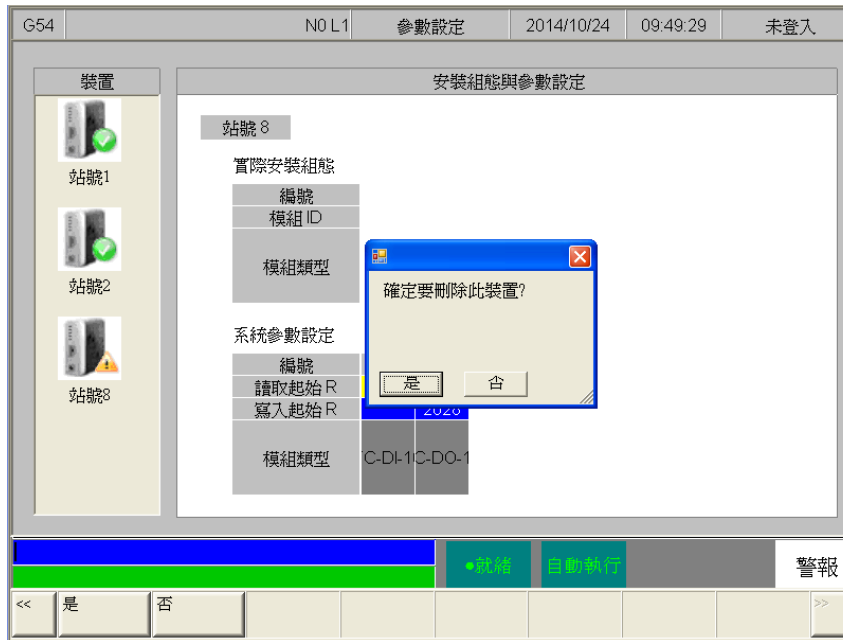 G54 N0 L1 參數設定 2014/10/24 09:49:29 未登入
裝置
安裝組態與參數設定
站號1
站號2
站號8
站號 8
實際安裝組態
編號
模組 ID
模組類型
系統參數設定
編號
讀取起始 R
寫入起始 R 2028
模組類型 C-DI-1 C-DO-1
確定要刪除此裝置?
是 否
●就緒 自動執行 警報
<< 是 否 >>